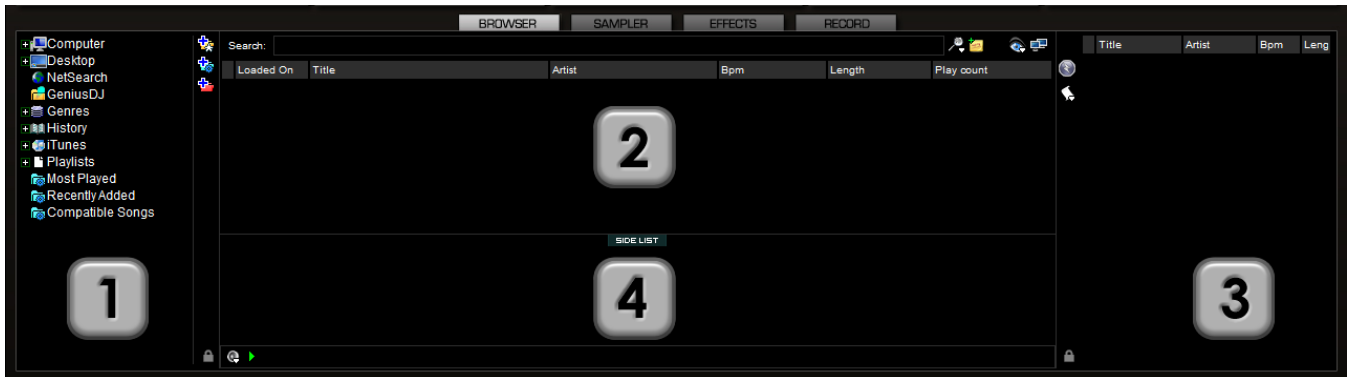 BROWSER SAMPLER EFFECTS RECORD
Computer
Desktop
NetSearch
GeniusDJ
Genres
History
iTunes
Playlists
Most Played
Recently Added
Compatible Songs
1
Search:
Loaded On Title Artist Bpm Length Play count
2
SIDE LIST
4
Title Artist Bpm Leng
3